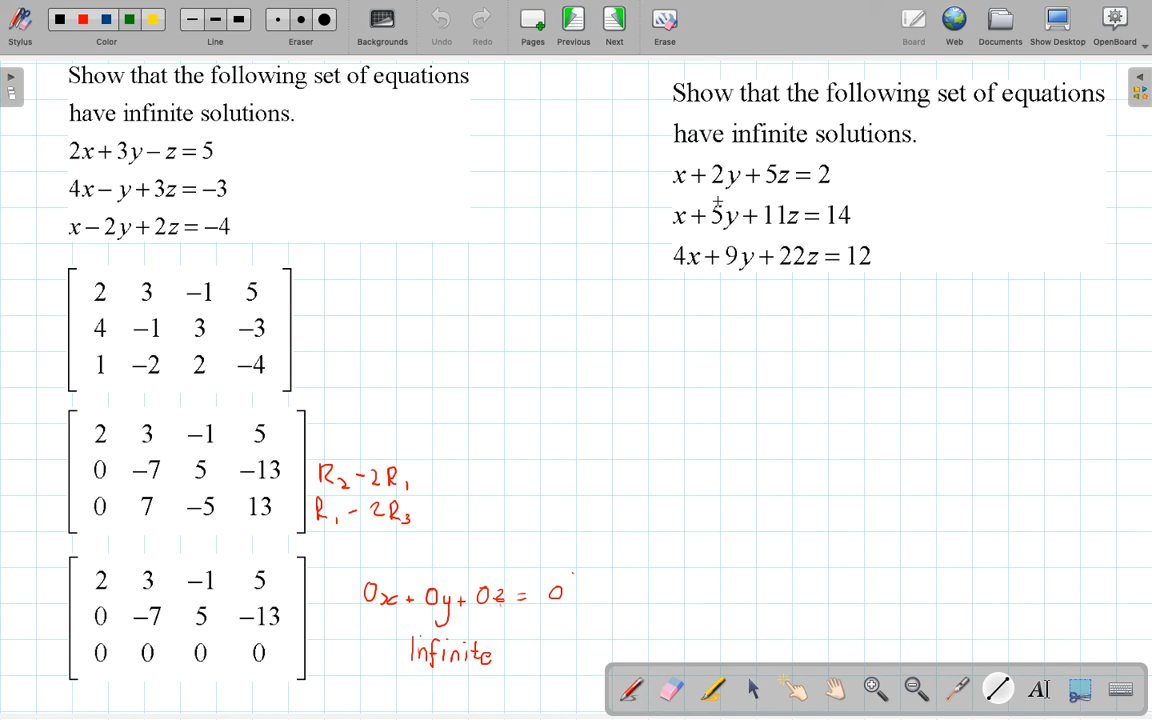 Stylus
Color
Line
Eraser
Backgrounds
Undo
Redo
Pages
Previous
Next
Erase
Board
Web
Documents
Show Desktop
OpenBoard
Show that the following set of equations
have infinite solutions.
2x + 3y − z = 5
4x − y + 3z = −3
x − 2y + 2z = −4
2 3 −1 5
4 −1 3 −3
1 −2 2 −4
2 3 −1 5
0 −7 5 −13 R₂ − 2R₁
0 7 −5 13 R₁ − 2R₃
2 3 −1 5
0 −7 5 −13
0 0 0 0
0x + 0y + 0z = 0
Infinite
Show that the following set of equations
have infinite solutions.
x + 2y + 5z = 2
x + 5y + 11z = 14
4x + 9y + 22z = 12
AI